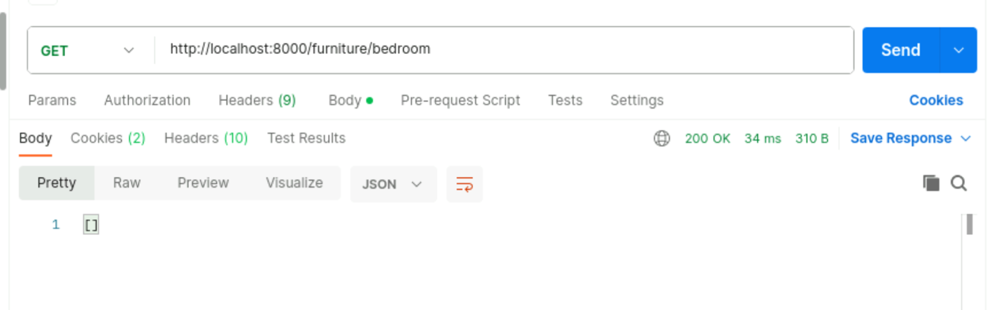 GET http://localhost:8000/furniture/bedroom Send
Params Authorization Headers (9) Body Pre-request Script Tests Settings Cookies
Body Cookies (2) Headers (10) Test Results 200 OK 34 ms 310 B Save Response
Pretty Raw Preview Visualize JSON
1 []